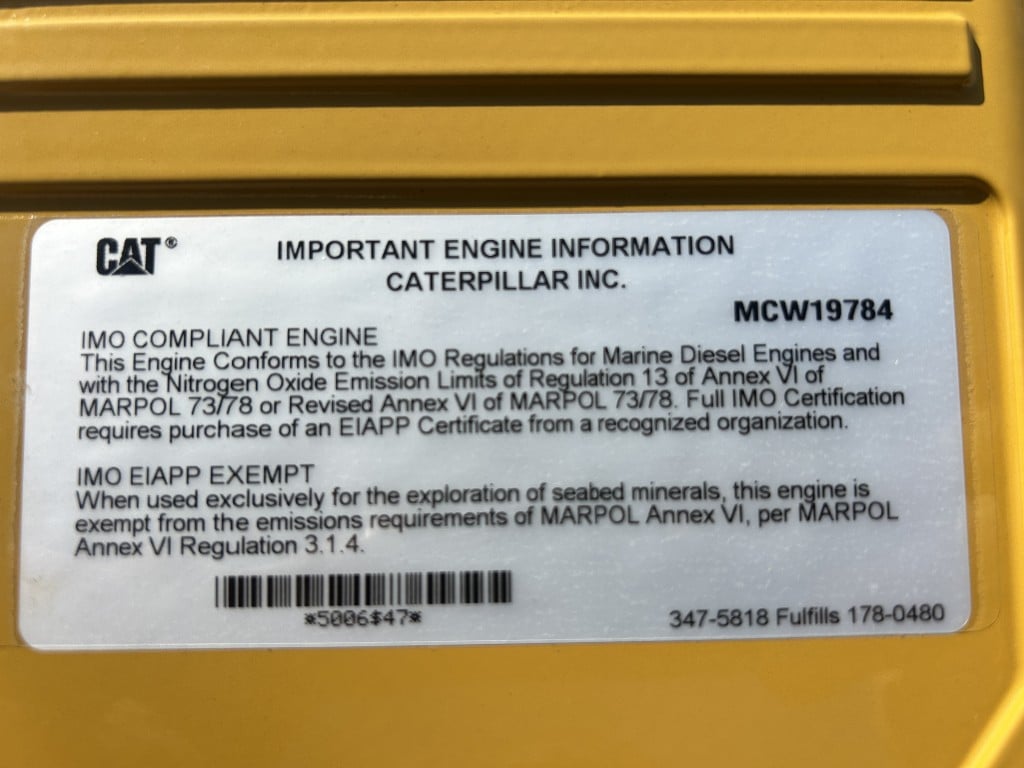 CAT®
IMPORTANT ENGINE INFORMATION
CATERPILLAR INC.
MCW19784
IMO COMPLIANT ENGINE
This Engine Conforms to the IMO Regulations for Marine Diesel Engines and
with the Nitrogen Oxide Emission Limits of Regulation 13 of Annex VI of
MARPOL 73/78 or Revised Annex VI of MARPOL 73/78. Full IMO Certification
requires purchase of an EIAPP Certificate from a recognized organization.
IMO EIAPP EXEMPT
When used exclusively for the exploration of seabed minerals, this engine is
exempt from the emissions requirements of MARPOL Annex VI, per MARPOL
Annex VI Regulation 3.1.4.
*5006$47*
347-5818 Fulfills 178-0480